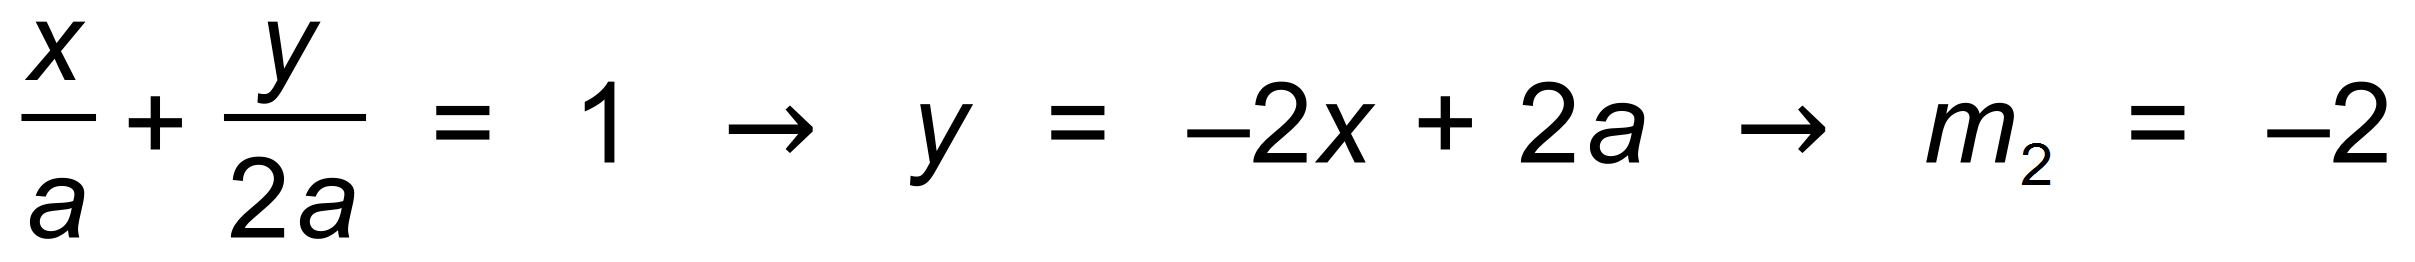 x/a + y/2a = 1 → y = –2x + 2a → m₂ = –2